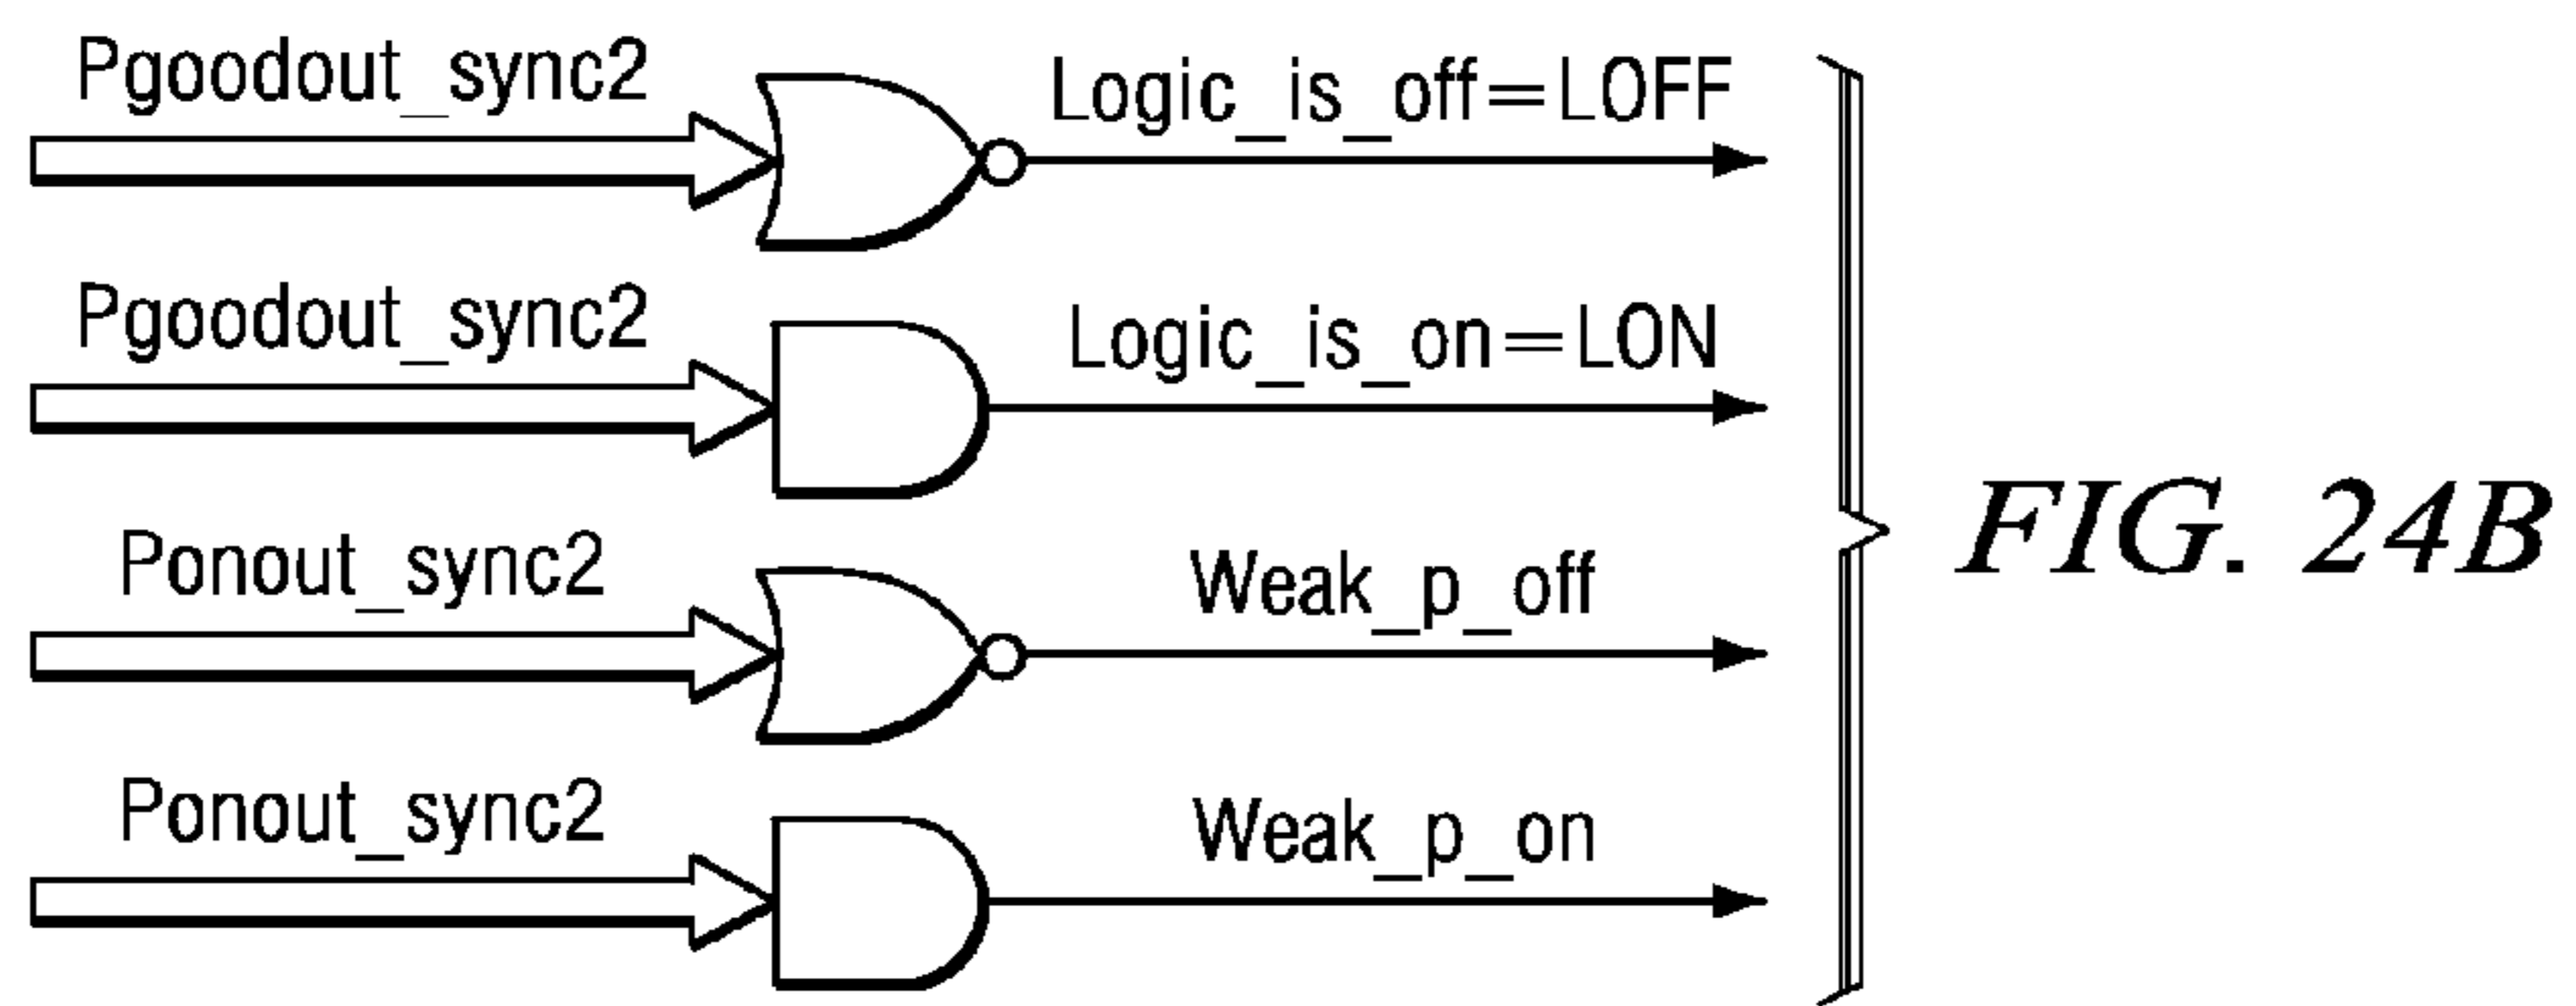 Pgoodout_sync2
Logic_is_off=LOFF
Pgoodout_sync2
Logic_is_on=LON
Ponout_sync2
Weak_p_off
Ponout_sync2
Weak_p_on
FIG. 24B